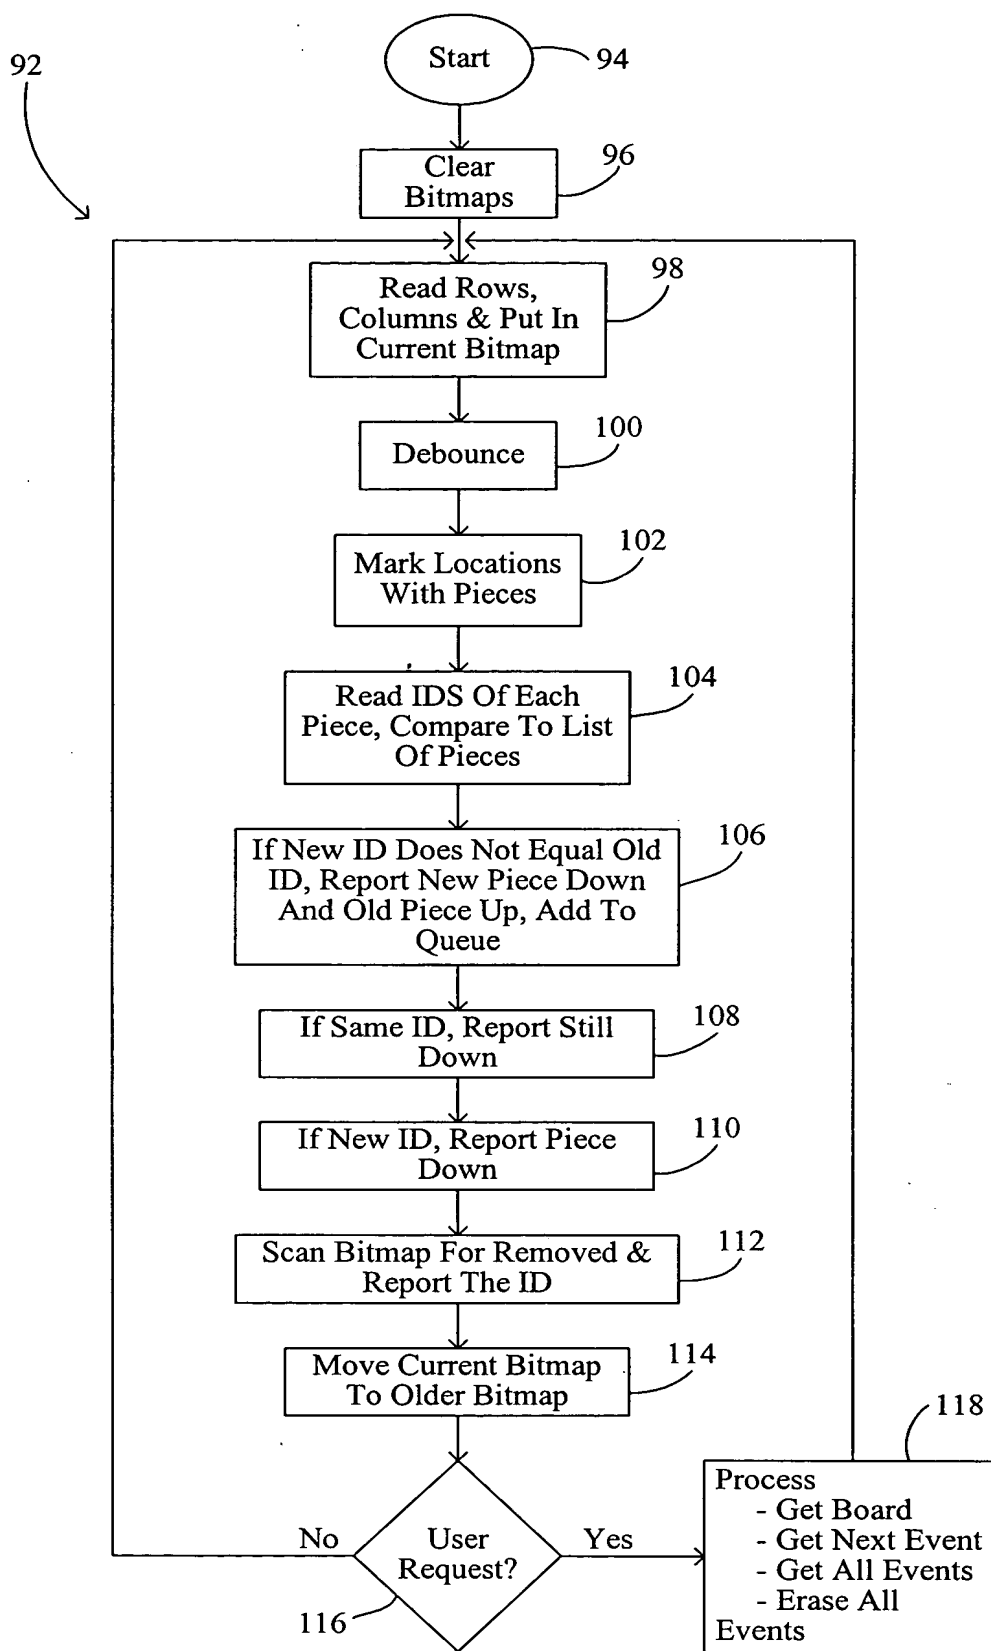 92
Start
94
Clear
Bitmaps
96
Read Rows,
Columns & Put In
Current Bitmap
98
Debounce
100
Mark Locations
With Pieces
102
Read IDS Of Each
Piece, Compare To List
Of Pieces
104
If New ID Does Not Equal Old
ID, Report New Piece Down
And Old Piece Up, Add To
Queue
106
If Same ID, Report Still
Down
108
If New ID, Report Piece
Down
110
Scan Bitmap For Removed &
Report The ID
112
Move Current Bitmap
To Older Bitmap
114
User
Request?
116
No
Yes
Process
- Get Board
- Get Next Event
- Get All Events
- Erase All
Events
118